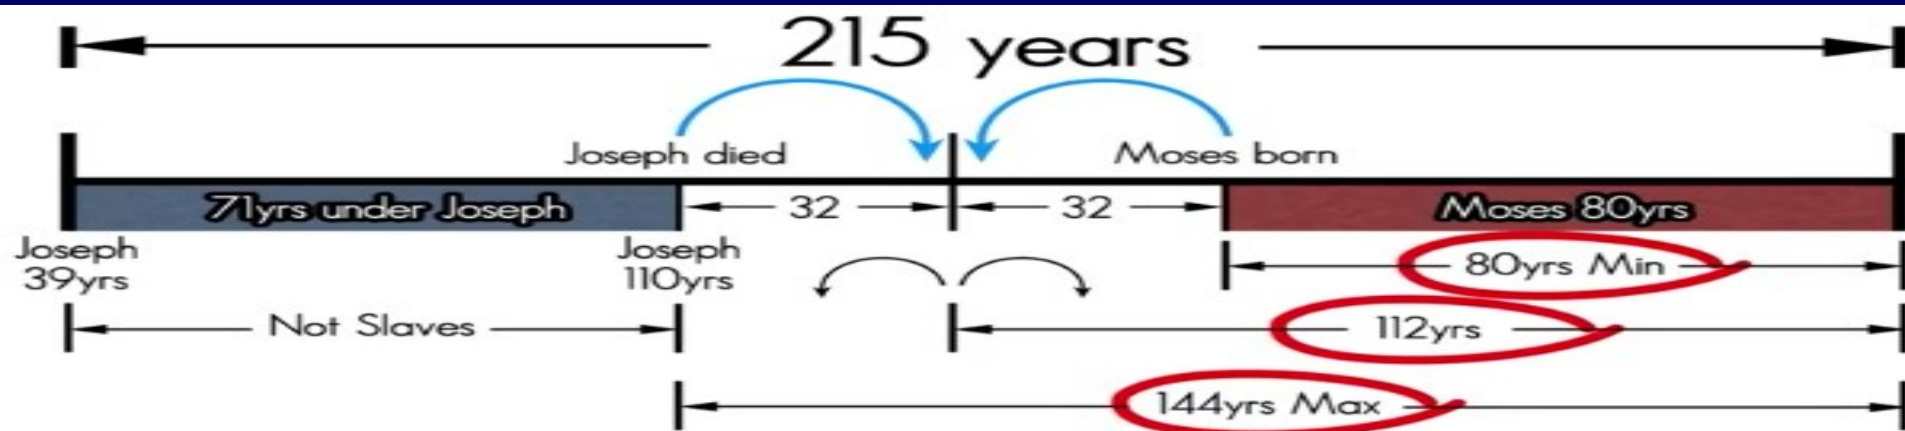 215 years
Joseph died
Moses born
71yrs under Joseph
32
32
Moses 80yrs
Joseph
39yrs
Joseph
110yrs
80yrs Min
Not Slaves
112yrs
144yrs Max